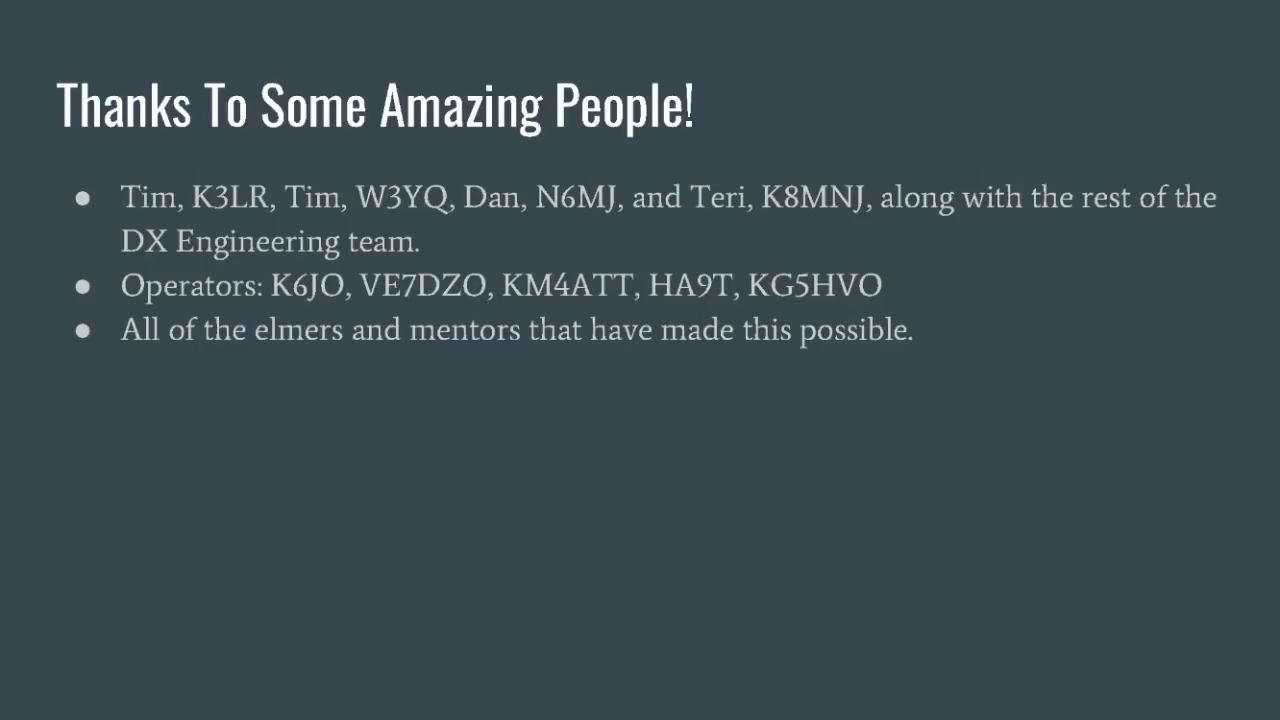 Thanks To Some Amazing People!
● Tim, K3LR, Tim, W3YQ, Dan, N6MJ, and Teri, K8MNJ, along with the rest of the
DX Engineering team.
● Operators: K6JO, VE7DZO, KM4ATT, HA9T, KG5HVO
● All of the elmers and mentors that have made this possible.